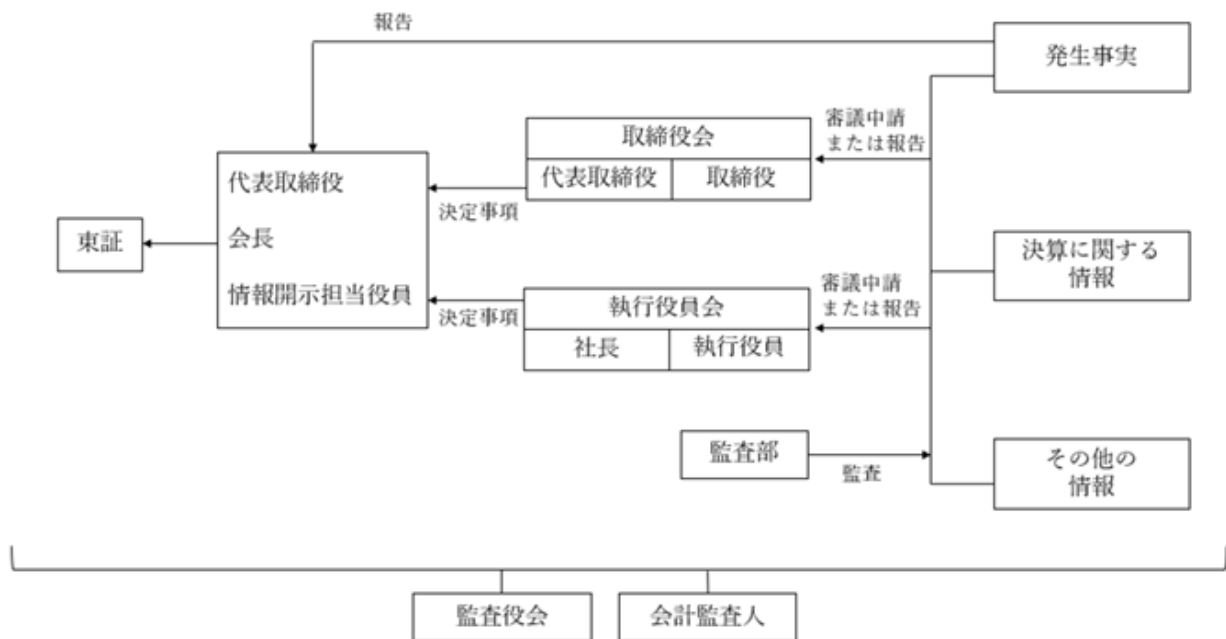 報告
発生事実
審議申請
または報告
取締役会
代表取締役
取締役
決定事項
代表取締役
会長
情報開示担当役員
東証
決算に関する
情報
審議申請
または報告
執行役員会
社長
執行役員
決定事項
監査部
監査
その他の
情報
監査役会
会計監査人